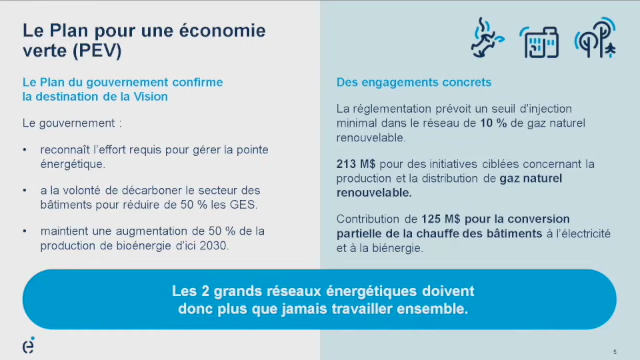 Le Plan pour une économie
verte (PEV)
Le Plan du gouvernement confirme
la destination de la Vision
Le gouvernement :
• reconnaît l'effort requis pour gérer la pointe
énergétique.
• a la volonté de décarboner le secteur des
bâtiments pour réduire de 50 % les GES.
• maintient une augmentation de 50 % de la
production de bioénergie d'ici 2030.
Des engagements concrets
La réglementation prévoit un seuil d'injection
minimal dans le réseau de 10 % de gaz naturel
renouvelable.
213 M$ pour des initiatives ciblées concernant la
production et la distribution de gaz naturel
renouvelable.
Contribution de 125 M$ pour la conversion
partielle de la chauffe des bâtiments à l'électricité
et à la biénergie.
Les 2 grands réseaux énergétiques doivent
donc plus que jamais travailler ensemble.
5